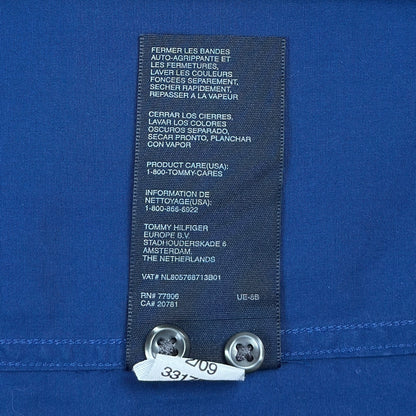 FERMER LES BANDES
AUTO-AGRIPPANTE ET
LES FERMETURES,
LAVER LES COULEURS
FONCEES SEPAREMENT,
SECHER RAPIDEMENT,
REPASSER A LA VAPEUR
CERRAR LOS CIERRES,
LAVAR LOS COLORES
OSCUROS SEPARADO,
SECAR PRONTO, PLANCHAR
CON VAPOR
PRODUCT CARE(USA):
1-800-TOMMY-CARES
INFORMATION DE
NETTOYAGE(USA):
1-800-866-6922
TOMMY HILFIGER
EUROPE B.V.
STADHOUDERSKADE 6
AMSTERDAM.
THE NETHERLANDS
VAT# NL805768713B01
RN# 77806 UE-8B
CA# 20781